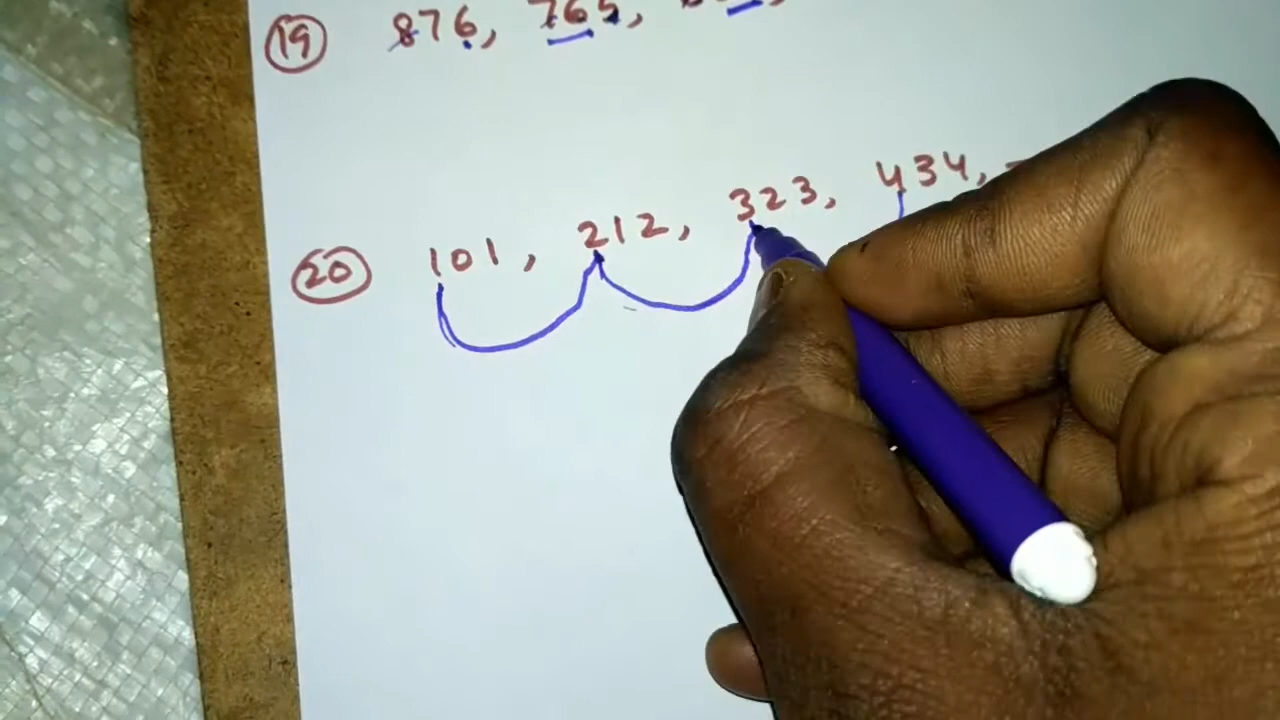 19 876, 765,
20 101, 212, 323, 434,